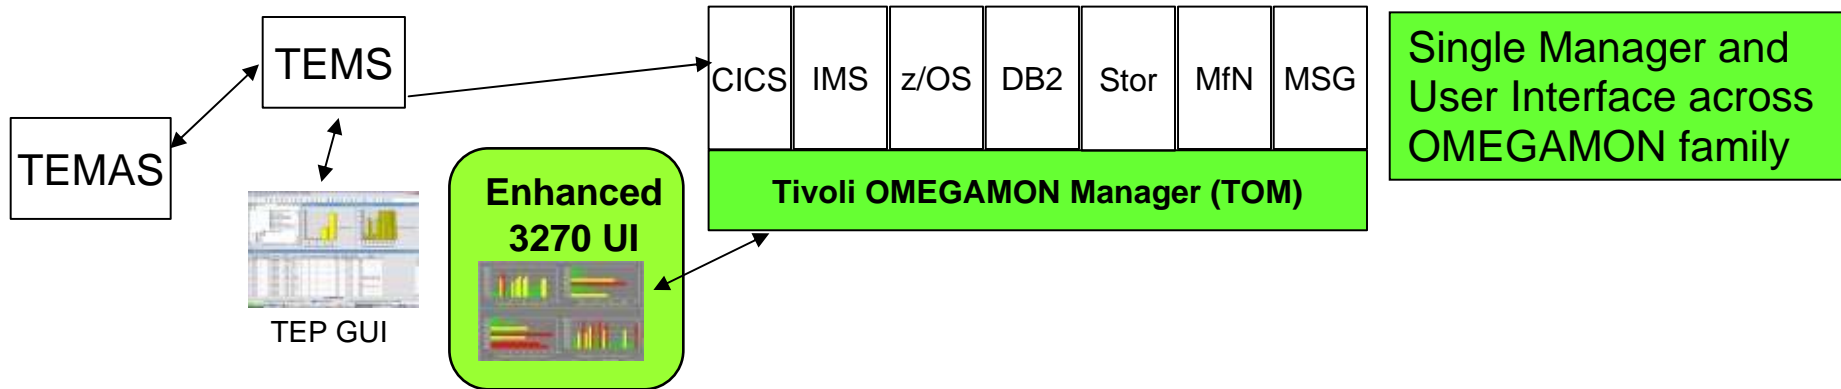 TEMAS
TEMS
TEP GUI
Enhanced
3270 UI
CICS
IMS
z/OS
DB2
Stor
MfN
MSG
Tivoli OMEGAMON Manager (TOM)
Single Manager and
User Interface across
OMEGAMON family